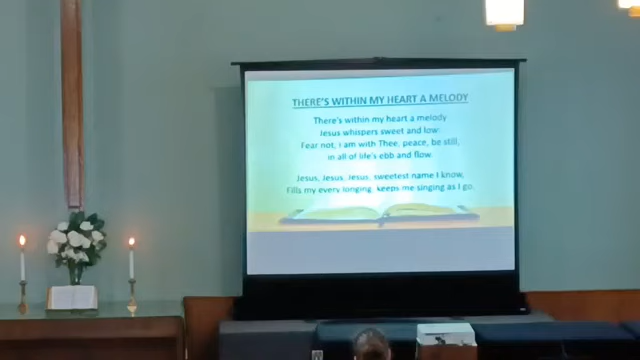 THERE'S WITHIN MY HEART A MELODY
There's within my heart a melody
Jesus whispers sweet and low:
Fear not, I am with Thee, peace, be still,
in all of life's ebb and flow.
Jesus, Jesus, Jesus, sweetest name I know,
Fills my every longing, keeps me singing as I go.